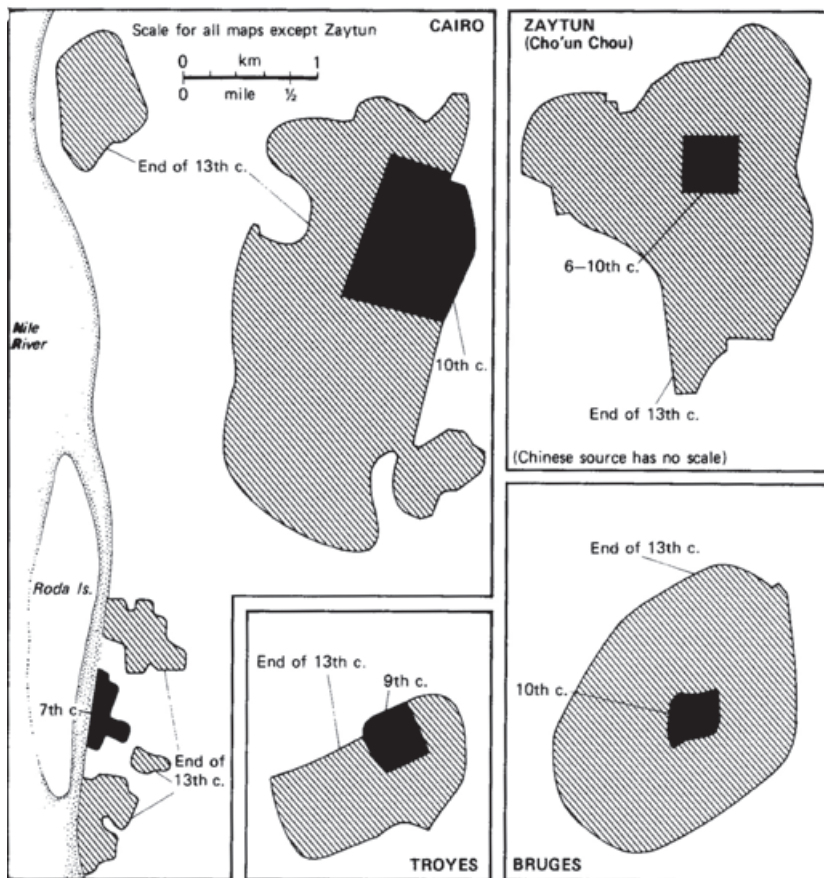 Scale for all maps except Zaytun
CAIRO
0 km 1
0 mile ½
End of 13th c.
10th c.
Nile
River
Roda Is.
7th c.
End of
13th c.
ZAYTUN
(Cho'un Chou)
6–10th c.
End of 13th c.
(Chinese source has no scale)
End of 13th c.
9th c.
TROYES
End of 13th c.
10th c.
BRUGES